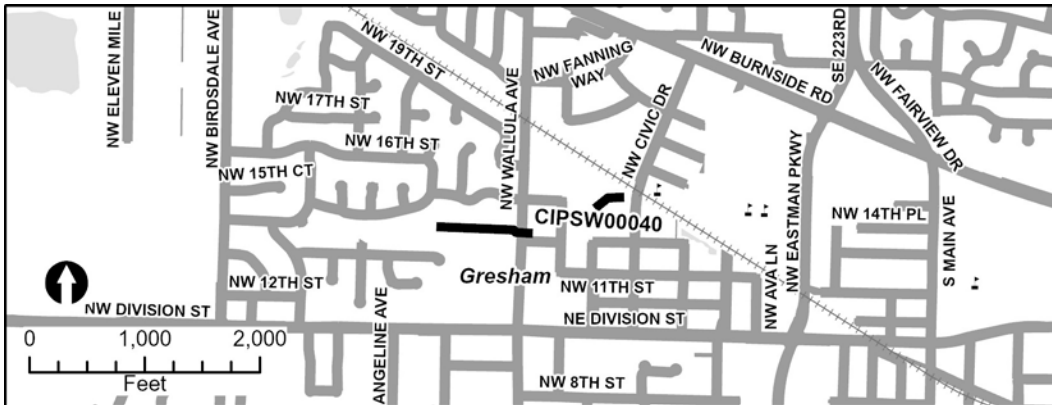 NW ELEVEN MILE
NW BIRDSDALE AVE
NW 19TH ST
NW WALLULA AVE
NW FANNING
WAY
NW CIVIC DR
NW BURNSIDE RD
SE 223RD
NW FAIRVIEW DR
NW 17TH ST
NW 16TH ST
NW 15TH CT
NW EASTMAN PKWY
NW 14TH PL
S MAIN AVE
CIPSW00040
Gresham
NW 12TH ST
NW 11TH ST
NW AVA LN
NW DIVISION ST
NE DIVISION ST
ANGELINE AVE
NW 8TH ST
0 1,000 2,000
Feet